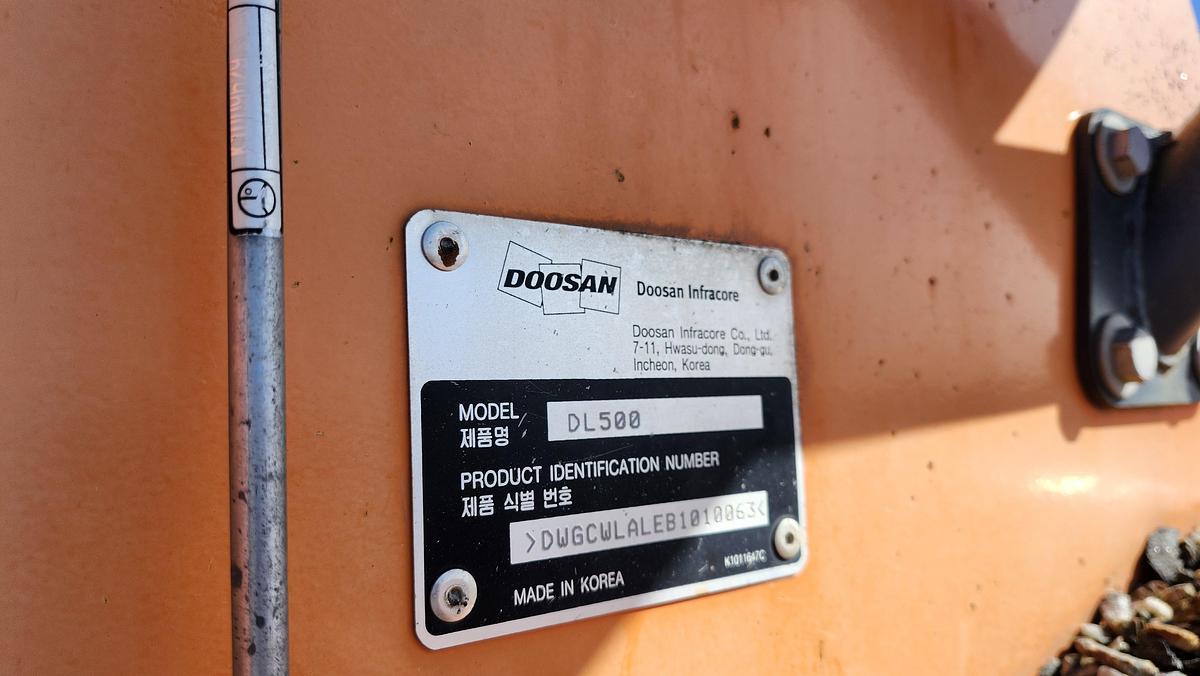 DOOSAN
Doosan Infracore
Doosan Infracore Co., Ltd.
7-11, Hwasu-dong, Dong-gu,
Incheon, Korea
MODEL
제품명
DL500
PRODUCT IDENTIFICATION NUMBER
제품 식별 번호
>DWGCWLALEB1010063<
K1011647C
MADE IN KOREA